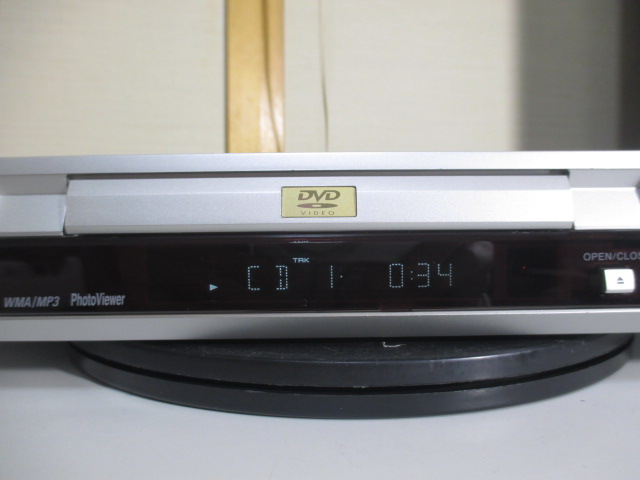 DVD
VIDEO
TRK
CD 1 0:34
OPEN/CLOS
WMA/MP3 PhotoViewer